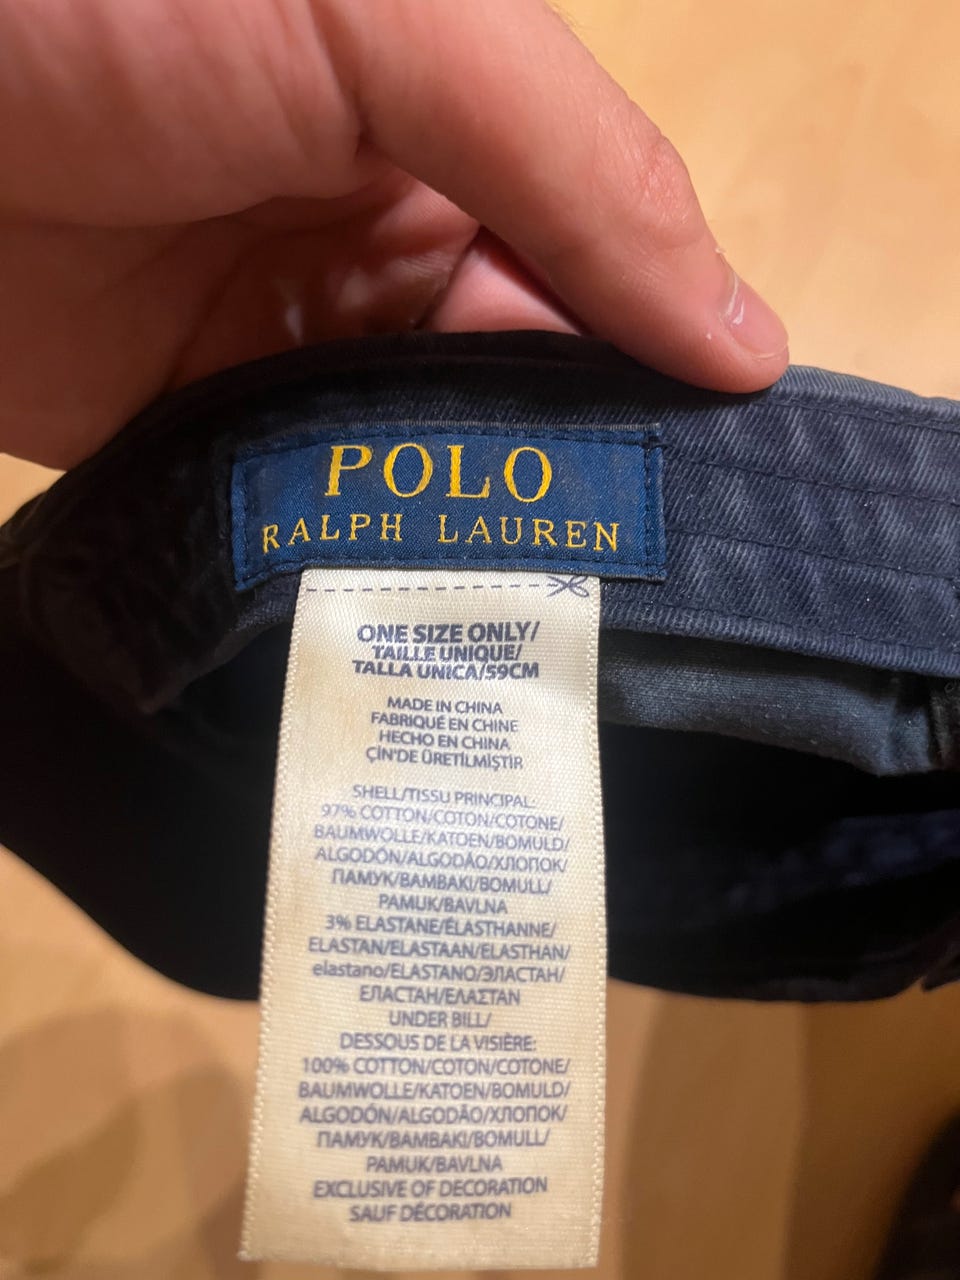 POLO
RALPH LAUREN
ONE SIZE ONLY/
TAILLE UNIQUE/
TALLA UNICA/59CM
MADE IN CHINA
FABRIQUÉ EN CHINE
HECHO EN CHINA
ÇİN'DE ÜRETİLMİŞTİR
SHELL/TISSU PRINCIPAL:
97% COTTON/COTON/COTONE/
BAUMWOLLE/KATOEN/BOMULD/
ALGODÓN/ALGODÃO/ХЛОПОК/
ПАМУК/ΒΑΜΒΑΚΙ/BOMULL/
PAMUK/BAVLNA
3% ELASTANE/ÉLASTHANNE/
ELASTAN/ELASTAAN/ELASTHAN/
elastano/ELASTANO/ЭЛАСТАН/
ЕЛАСТАН/ΕΛΑΣΤΑΝ
UNDER BILL/
DESSOUS DE LA VISIÈRE:
100% COTTON/COTON/COTONE/
BAUMWOLLE/KATOEN/BOMULD/
ALGODÓN/ALGODÃO/ХЛОПОК/
ПАМУК/ΒΑΜΒΑΚΙ/BOMULL/
PAMUK/BAVLNA
EXCLUSIVE OF DECORATION
SAUF DÉCORATION